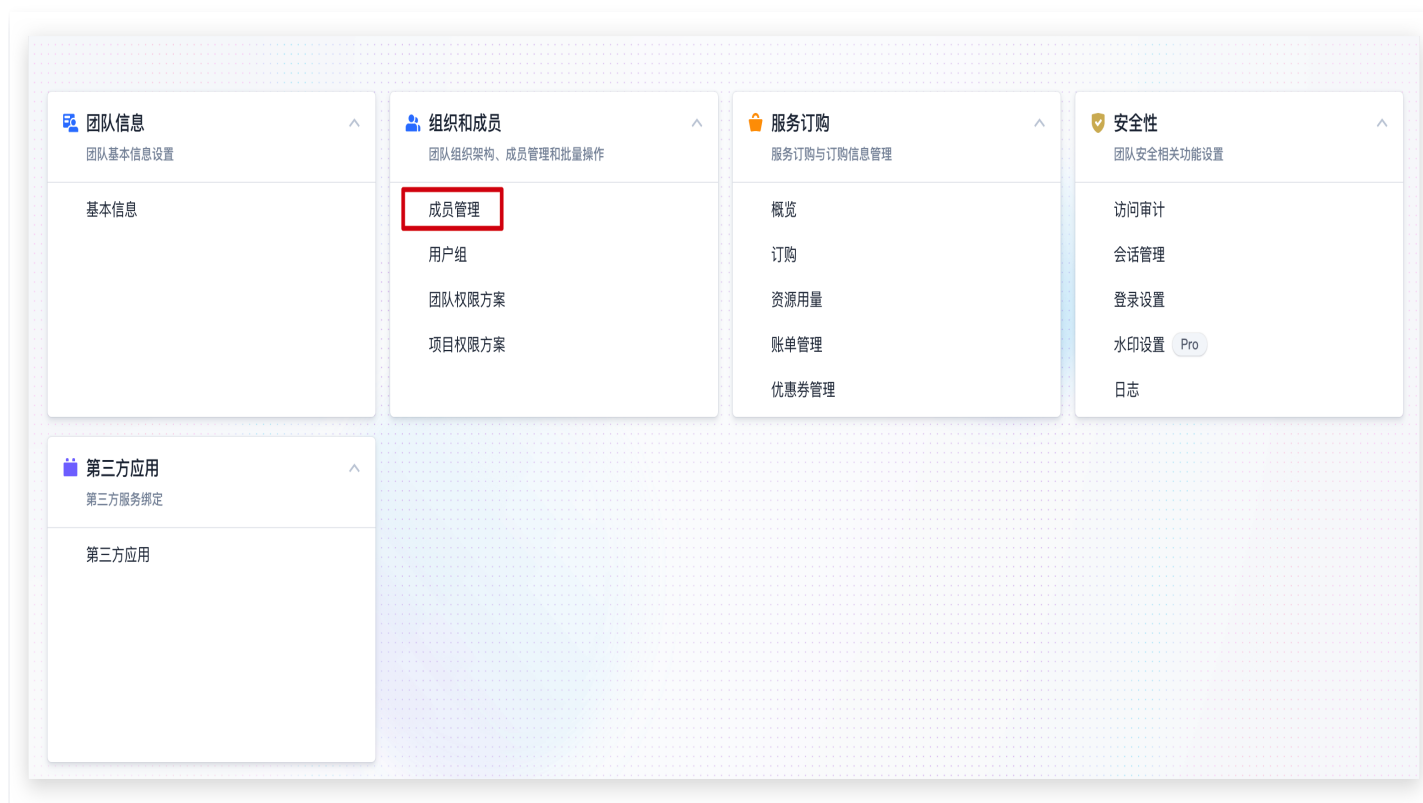 团队信息
团队基本信息设置
基本信息
组织和成员
团队组织架构、成员管理和批量操作
成员管理
用户组
团队权限方案
项目权限方案
服务订购
服务订购与订购信息管理
概览
订购
资源用量
账单管理
优惠券管理
安全性
团队安全相关功能设置
访问审计
会话管理
登录设置
水印设置 Pro
日志
第三方应用
第三方服务绑定
第三方应用